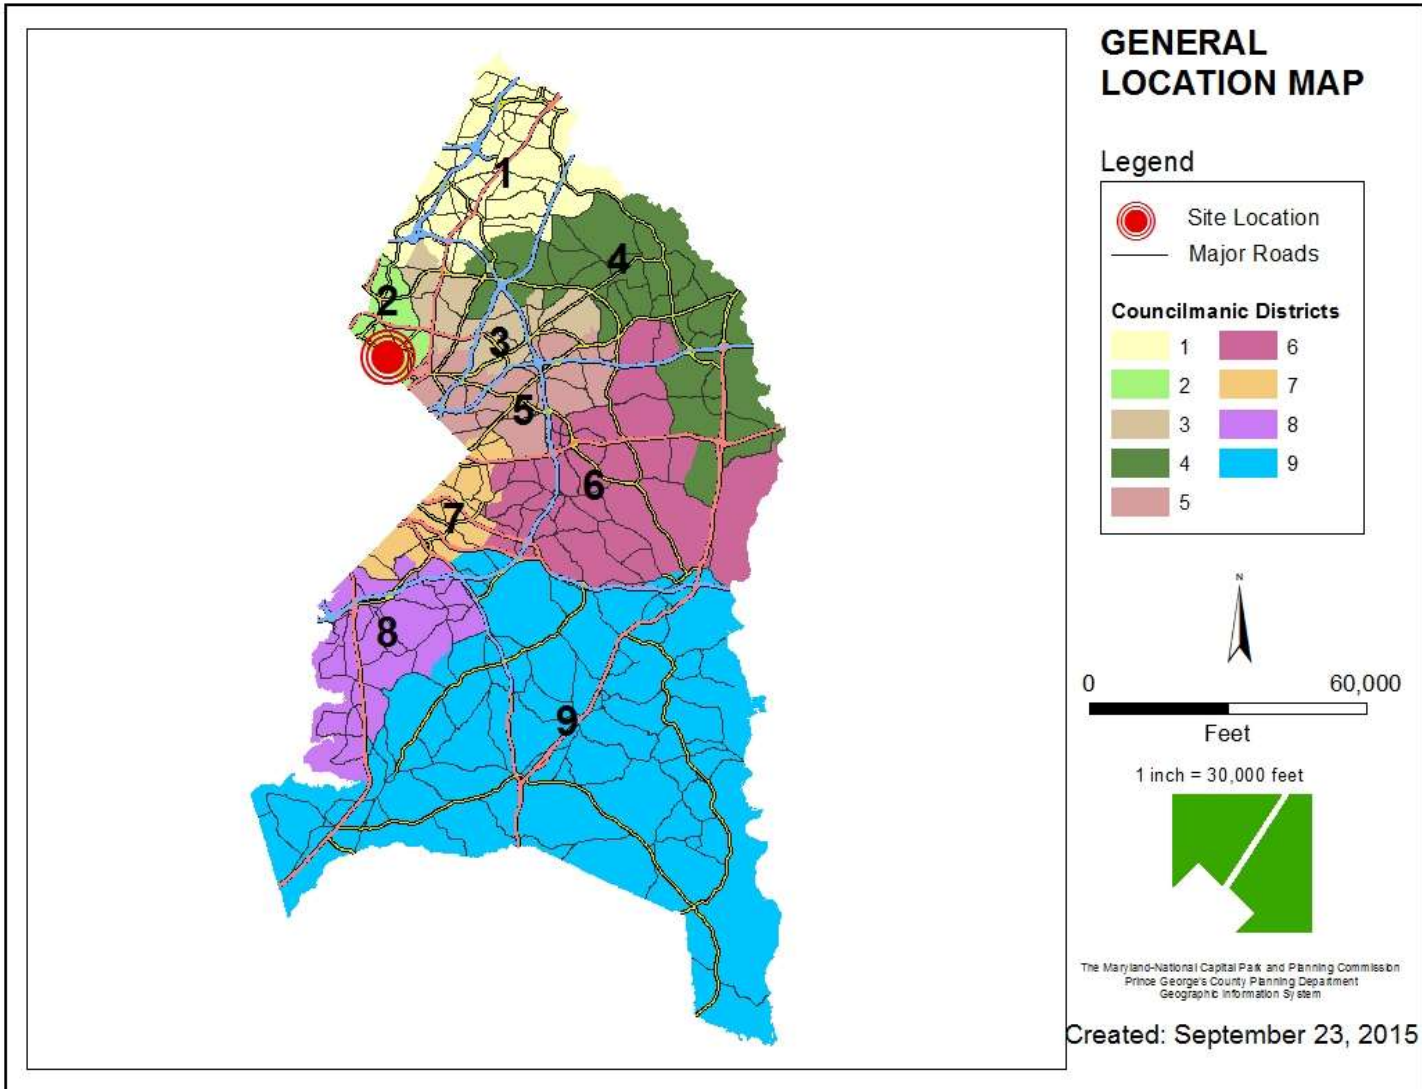 GENERAL
LOCATION MAP
Legend
Site Location
Major Roads
Councilmanic Districts
1 6
2 7
3 8
4 9
5
1
2
3
4
5
6
7
8
9
N
0 60,000
Feet
1 inch = 30,000 feet
The Maryland-National Capital Park and Planning Commission
Prince George's County Planning Department
Geographic Information System
Created: September 23, 2015